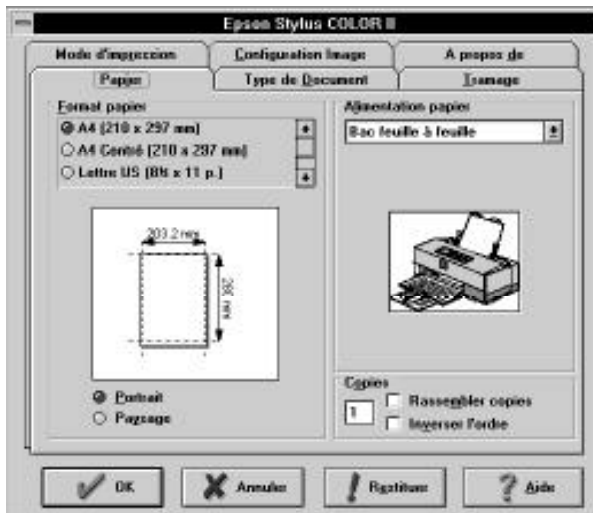 Epson Stylus COLOR II
Mode d'impression
Configuration Image
A propos de
Papier
Type de Document
Tramage
Format papier
A4 (210 x 297 mm)
A4 Centré (210 x 297 mm)
Lettre US (8½ x 11 p.)
203.2 mm
280 mm
Portrait
Paysage
Alimentation papier
Bac feuille à feuille
Copies
1
Rassembler copies
Inverser l'ordre
OK
Annuler
Restituer
Aide